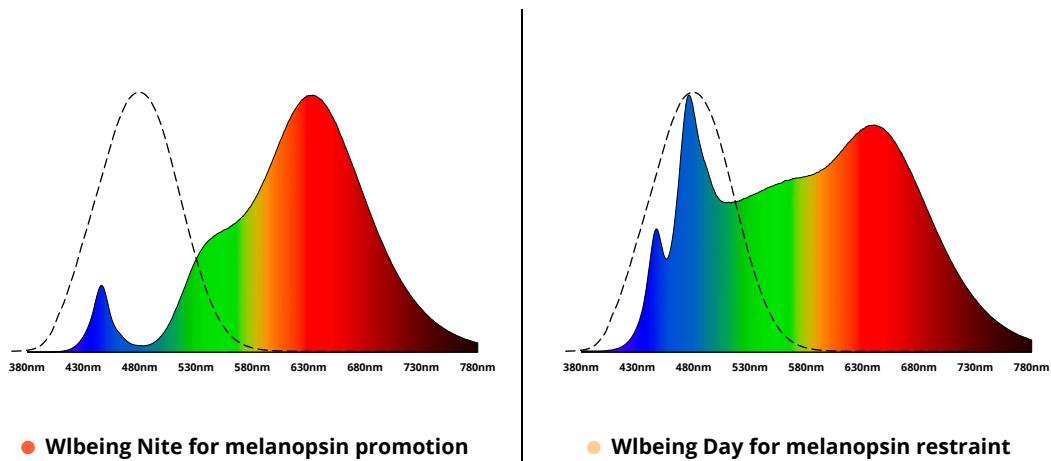 380nm 430nm 480nm 530nm 580nm 630nm 680nm 730nm 780nm
Wlbeing Nite for melanopsin promotion
380nm 430nm 480nm 530nm 580nm 630nm 680nm 730nm 780nm
Wlbeing Day for melanopsin restraint